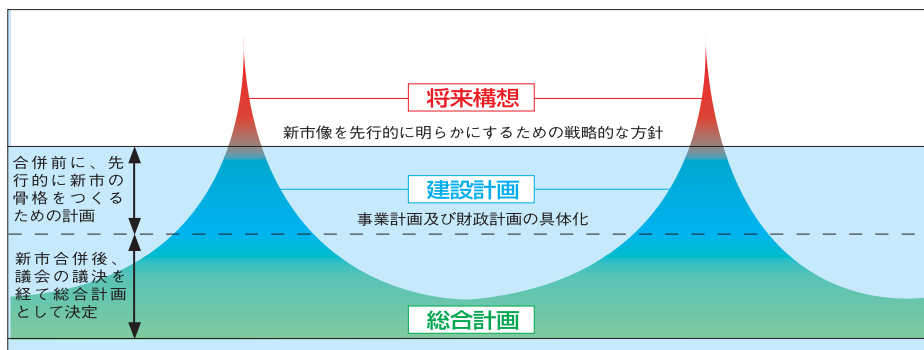 将来構想
新市像を先行的に明らかにするための戦略的な方針
合併前に、先
行的に新市の
骨格をつくる
ための計画
建設計画
事業計画及び財政計画の具体化
新市合併後、
議会の議決を
経て総合計画
として決定
総合計画